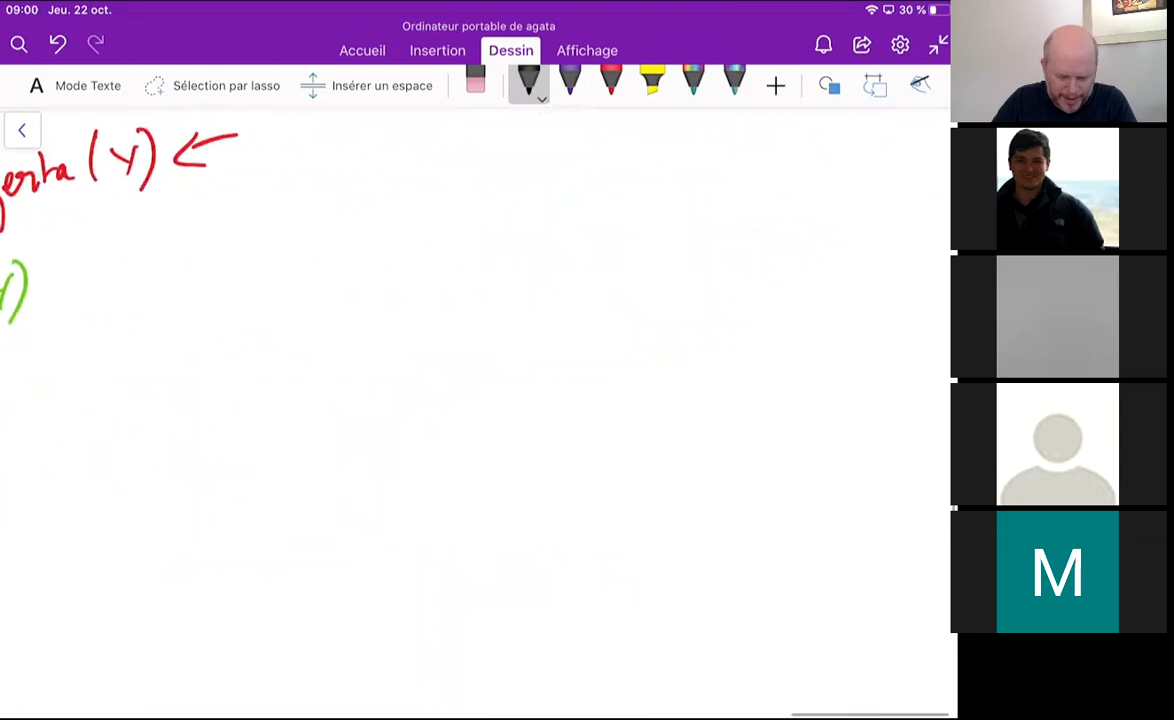 09:00 Jeu. 22 oct.
30 %
Ordinateur portable de agata
Accueil Insertion Dessin Affichage
A Mode Texte Sélection par lasso Insérer un espace
erta (Y) ←
Y)
M